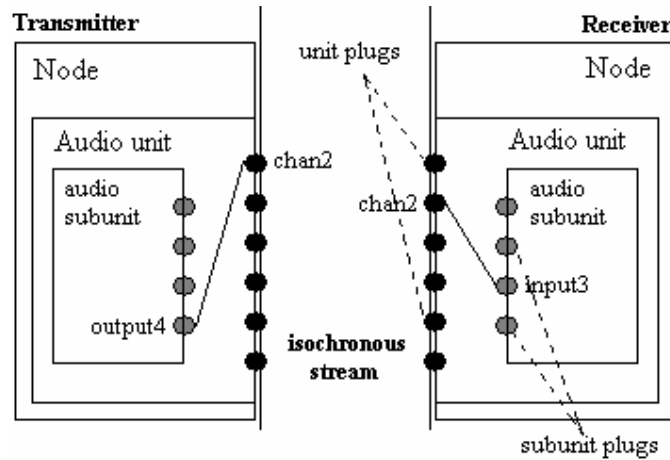 Transmitter
Node
Audio unit
audio
subunit
output4
chan2
unit plugs
isochronous
stream
Receiver
Node
Audio unit
chan2
audio
subunit
input3
subunit plugs